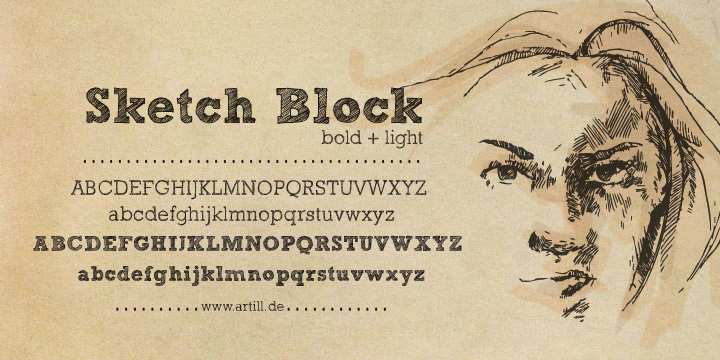 Sketch Block
bold + light
ABCDEFGHIJKLMNOPQRSTUVWXYZ
abcdefghijklmnopqrstuvwxyz
ABCDEFGHIJKLMNOPQRSTUVWXYZ
abcdefghijklmnopqrstuvwxyz
..........www.artill.de............